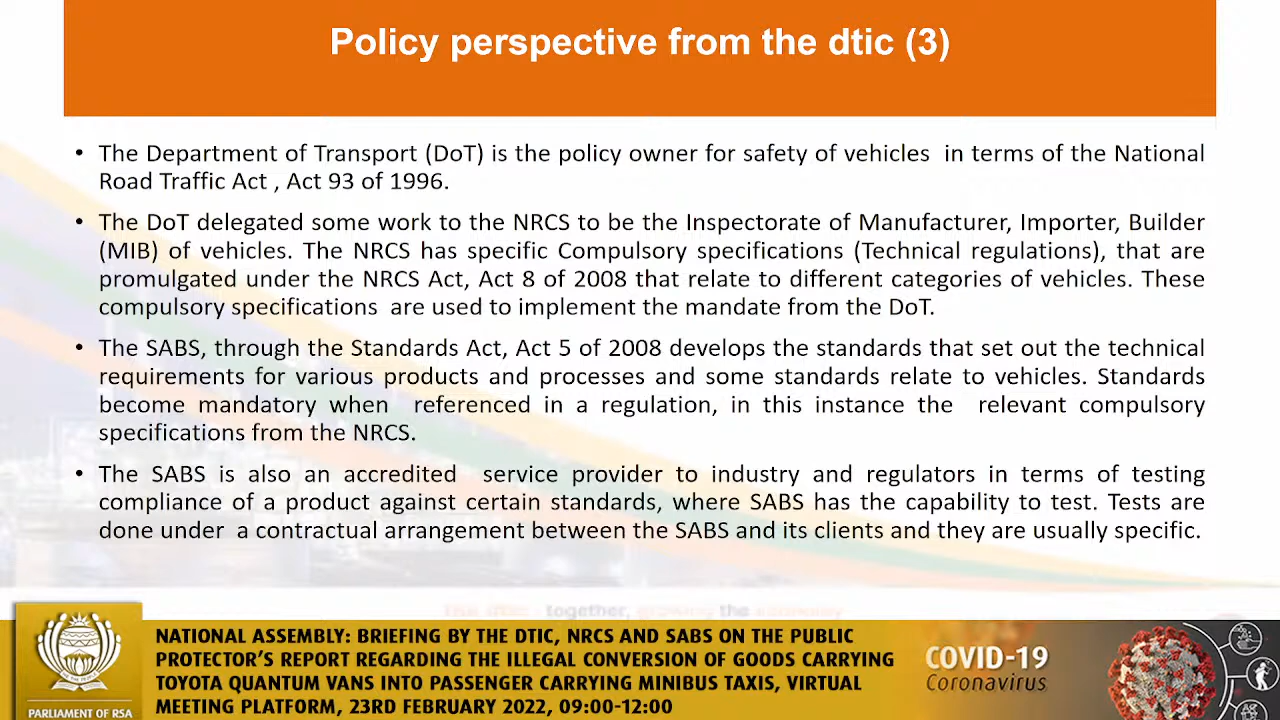 Policy perspective from the dtic (3)
• The Department of Transport (DoT) is the policy owner for safety of vehicles in terms of the National
Road Traffic Act , Act 93 of 1996.
• The DoT delegated some work to the NRCS to be the Inspectorate of Manufacturer, Importer, Builder
(MIB) of vehicles. The NRCS has specific Compulsory specifications (Technical regulations), that are
promulgated under the NRCS Act, Act 8 of 2008 that relate to different categories of vehicles. These
compulsory specifications are used to implement the mandate from the DoT.
• The SABS, through the Standards Act, Act 5 of 2008 develops the standards that set out the technical
requirements for various products and processes and some standards relate to vehicles. Standards
become mandatory when referenced in a regulation, in this instance the relevant compulsory
specifications from the NRCS.
• The SABS is also an accredited service provider to industry and regulators in terms of testing
compliance of a product against certain standards, where SABS has the capability to test. Tests are
done under a contractual arrangement between the SABS and its clients and they are usually specific.
the dtic - together, growing the economy
NATIONAL ASSEMBLY: BRIEFING BY THE DTIC, NRCS AND SABS ON THE PUBLIC
PROTECTOR'S REPORT REGARDING THE ILLEGAL CONVERSION OF GOODS CARRYING
TOYOTA QUANTUM VANS INTO PASSENGER CARRYING MINIBUS TAXIS, VIRTUAL
MEETING PLATFORM, 23RD FEBRUARY 2022, 09:00-12:00
PARLIAMENT OF RSA
COVID-19
Coronavirus